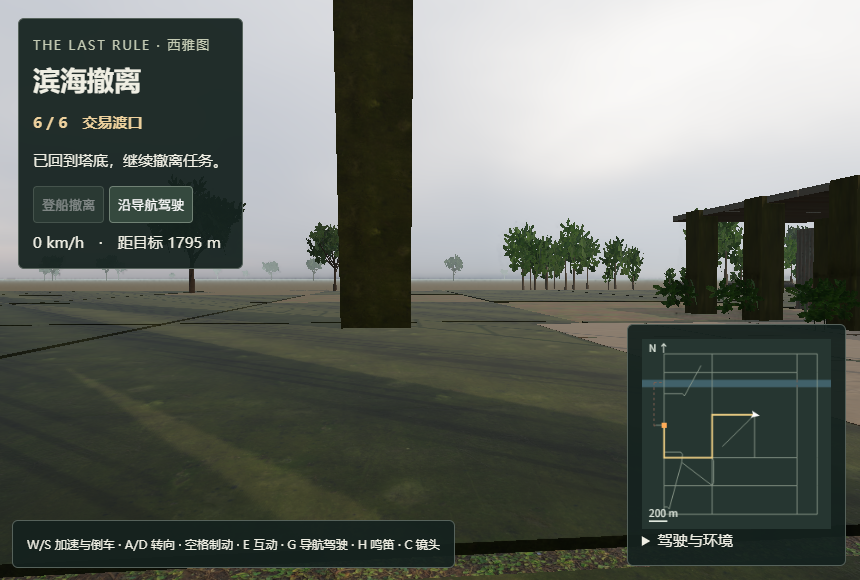 THE LAST RULE · 西雅图
滨海撤离
6 / 6 交易渡口
已回到塔底，继续撤离任务。
登船撤离 沿导航驾驶
0 km/h · 距目标 1795 m
N ↑
200 m
▶ 驾驶与环境
W/S 加速与倒车 · A/D 转向 · 空格制动 · E 互动 · G 导航驾驶 · H 鸣笛 · C 镜头